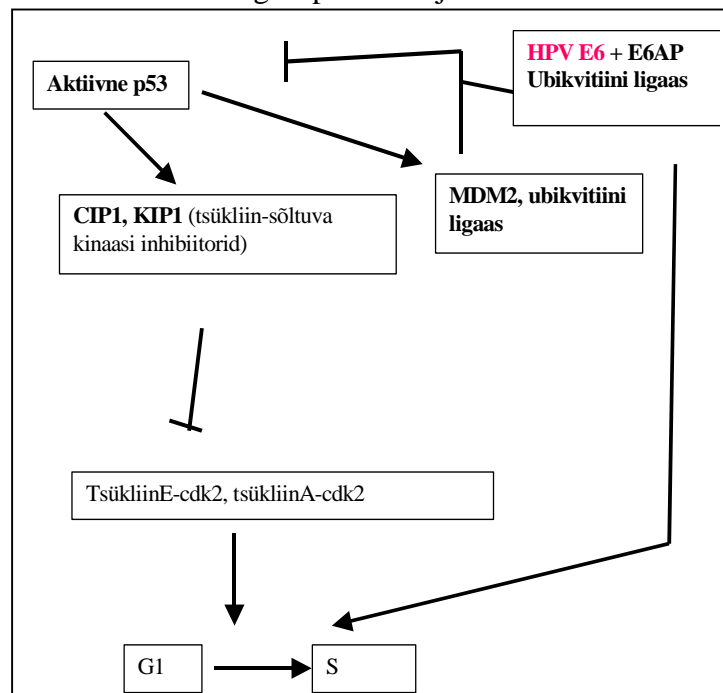 HPV E6 + E6AP
Ubikvitiini ligaas
Aktiivne p53
MDM2, ubikvitiini
ligaas
CIP1, KIP1 (tsükliin-sõltuva
kinaasi inhibiitorid)
TsükliinE-cdk2, tsükliinA-cdk2
G1
S